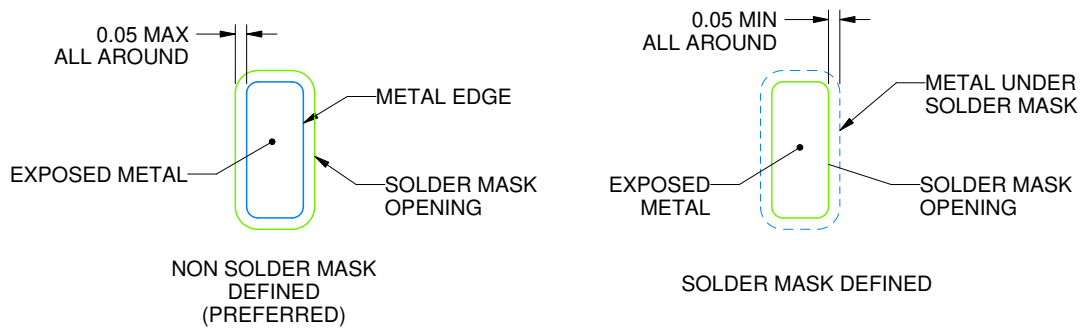 0.05 MAX
ALL AROUND
METAL EDGE
EXPOSED METAL
SOLDER MASK
OPENING
NON SOLDER MASK
DEFINED
(PREFERRED)
0.05 MIN
ALL AROUND
METAL UNDER
SOLDER MASK
EXPOSED
METAL
SOLDER MASK
OPENING
SOLDER MASK DEFINED